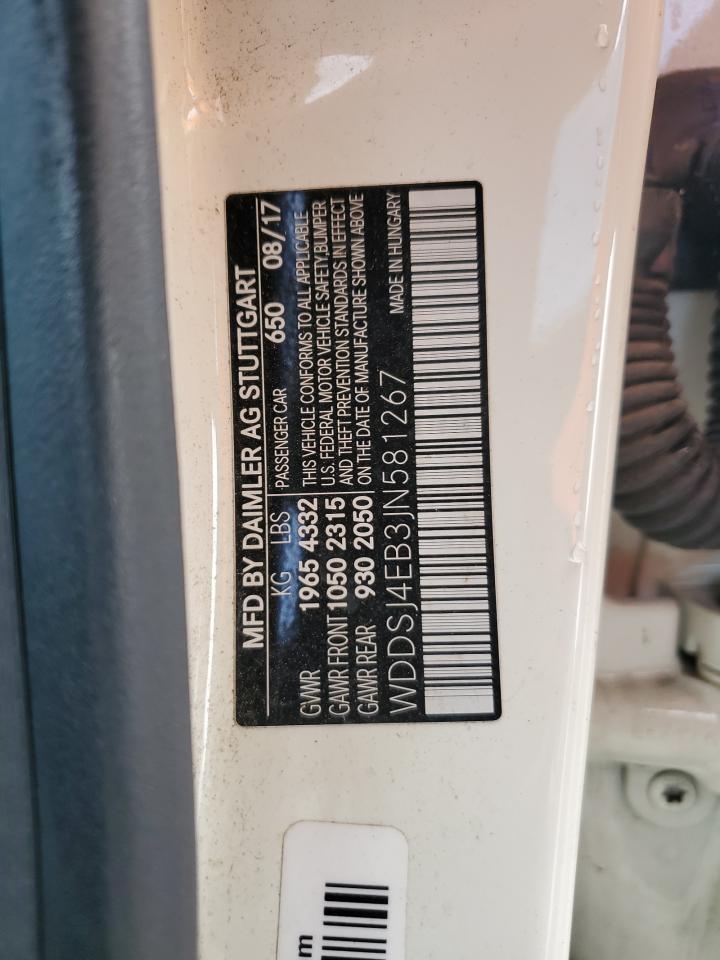 MFD BY DAIMLER AG STUTTGART
KG LBS PASSENGER CAR 650 08/17
GVWR 1965 4332 THIS VEHICLE CONFORMS TO ALL APPLICABLE
GAWR FRONT 1050 2315 U.S. FEDERAL MOTOR VEHICLE SAFETY,BUMPER
AND THEFT PREVENTION STANDARDS IN EFFECT
GAWR REAR 930 2050 ON THE DATE OF MANUFACTURE SHOWN ABOVE
WDDSJ4EB3JN581267 MADE IN HUNGARY
m